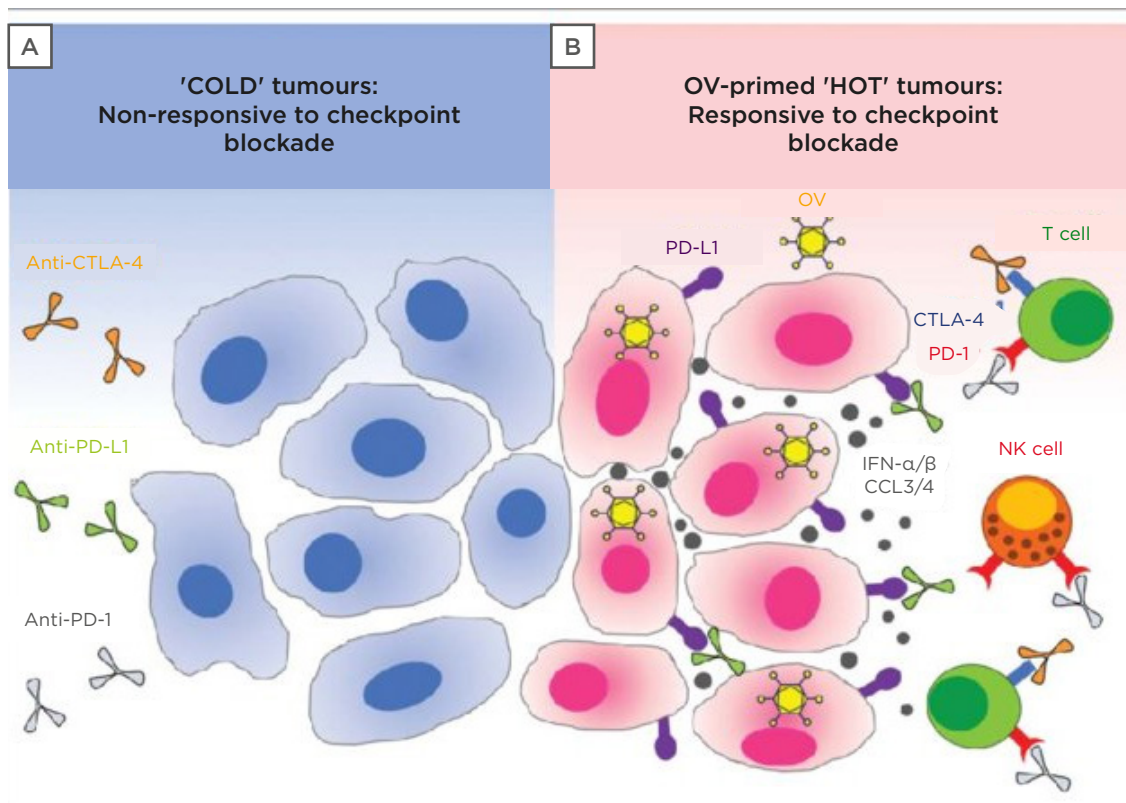 A
'COLD' tumours:
Non-responsive to checkpoint
blockade
B
OV-primed 'HOT' tumours:
Responsive to checkpoint
blockade
Anti-CTLA-4
Anti-PD-L1
Anti-PD-1
OV
PD-L1
T cell
CTLA-4
PD-1
IFN-α/β
CCL3/4
NK cell